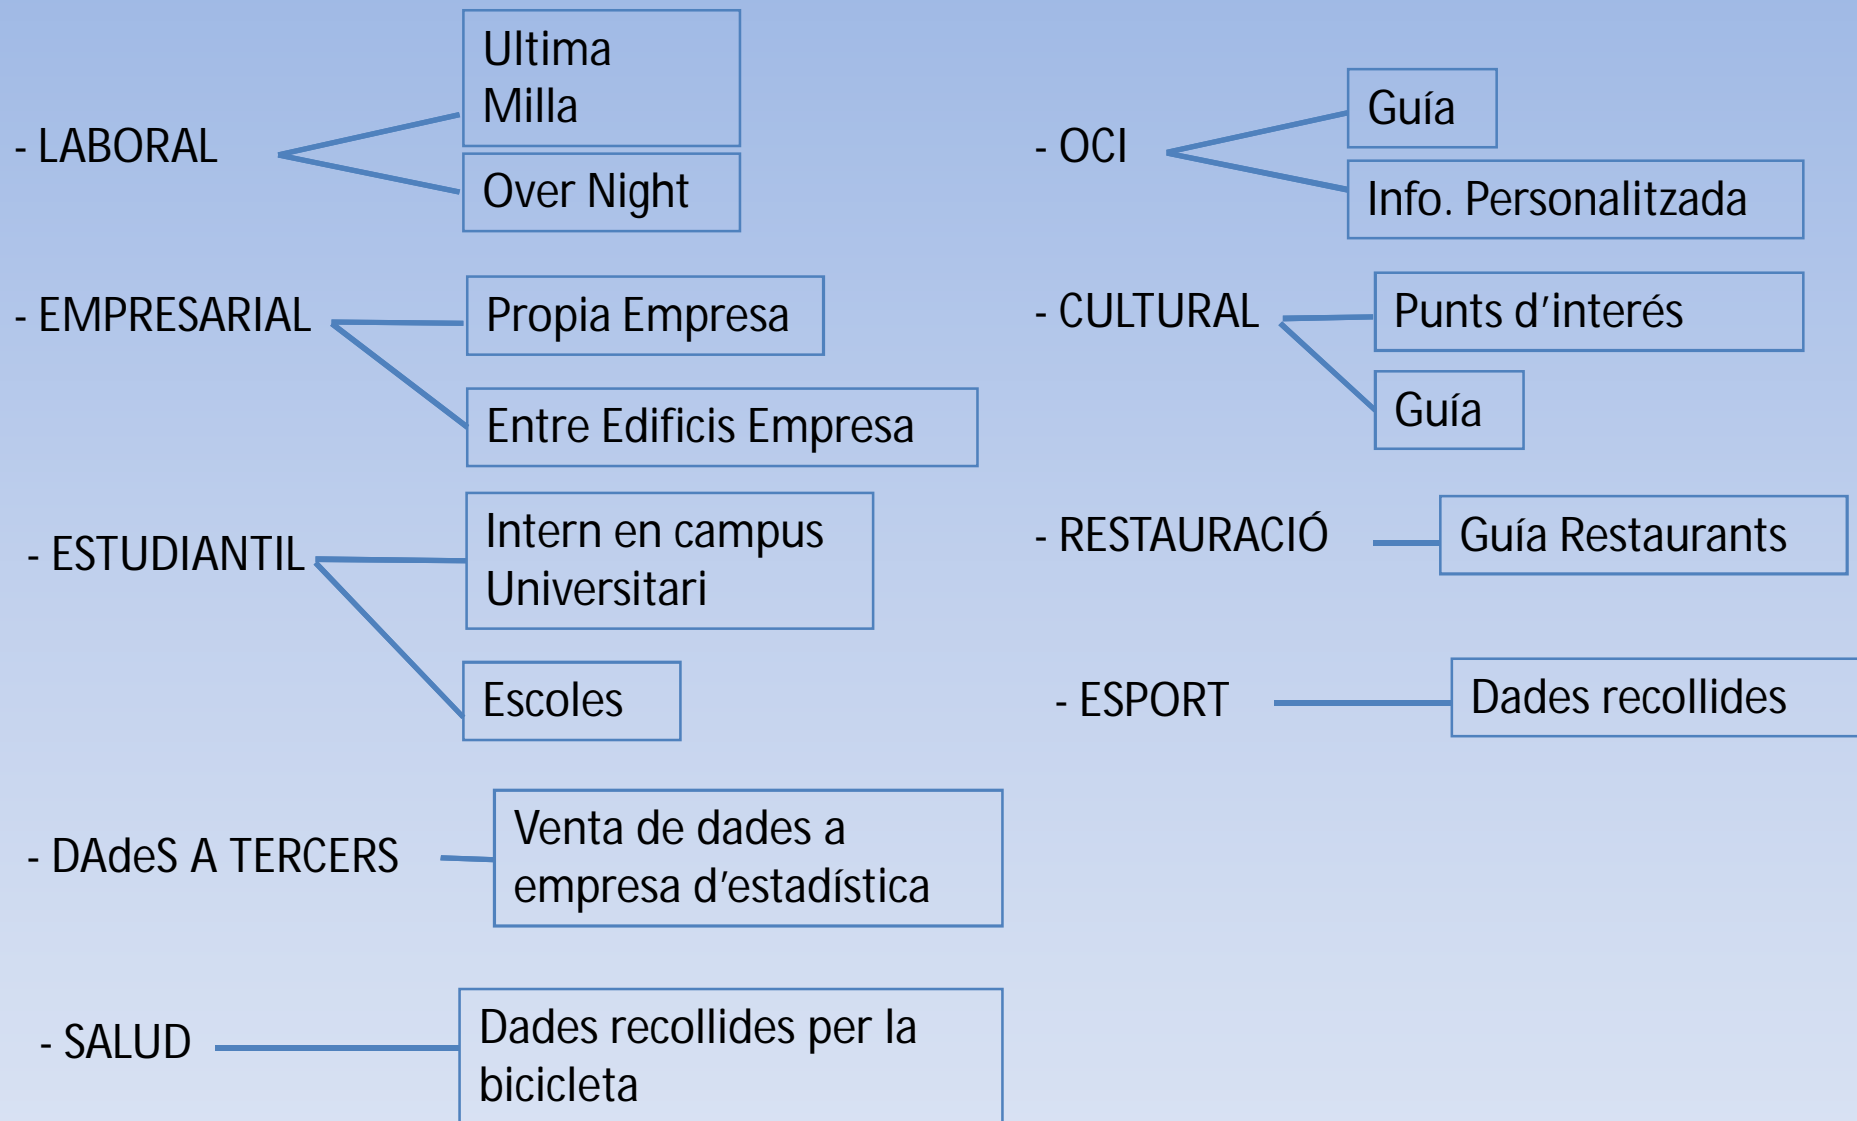 - LABORAL
Ultima
Milla
Over Night
- EMPRESARIAL
Propia Empresa
Entre Edificis Empresa
- ESTUDIANTIL
Intern en campus
Universitari
Escoles
- DAdeS A TERCERS
Venta de dades a
empresa d’estadística
- SALUD
Dades recollides per la
bicicleta
- OCI
Guía
Info. Personalitzada
- CULTURAL
Punts d’interés
Guía
- RESTAURACIÓ
Guía Restaurants
- ESPORT
Dades recollides